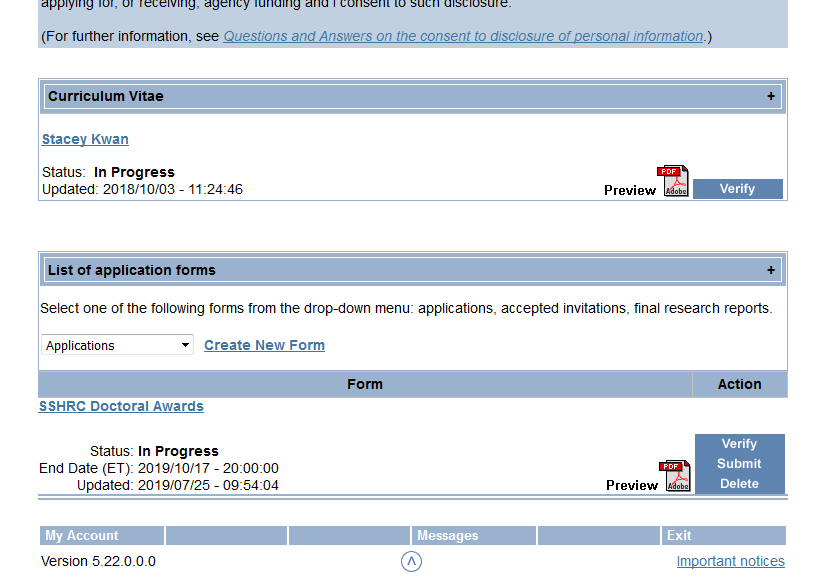 applying for, or receiving, agency funding and I consent to such disclosure.
(For further information, see Questions and Answers on the consent to disclosure of personal information.)
Curriculum Vitae +
Stacey Kwan
Status: In Progress
Updated: 2018/10/03 - 11:24:46
Preview PDF Adobe Verify
List of application forms +
Select one of the following forms from the drop-down menu: applications, accepted invitations, final research reports.
Applications Create New Form
Form Action
SSHRC Doctoral Awards
Status: In Progress
End Date (ET): 2019/10/17 - 20:00:00
Updated: 2019/07/25 - 09:54:04
Preview PDF Adobe
Verify
Submit
Delete
My Account Messages Exit
Version 5.22.0.0.0 Important notices